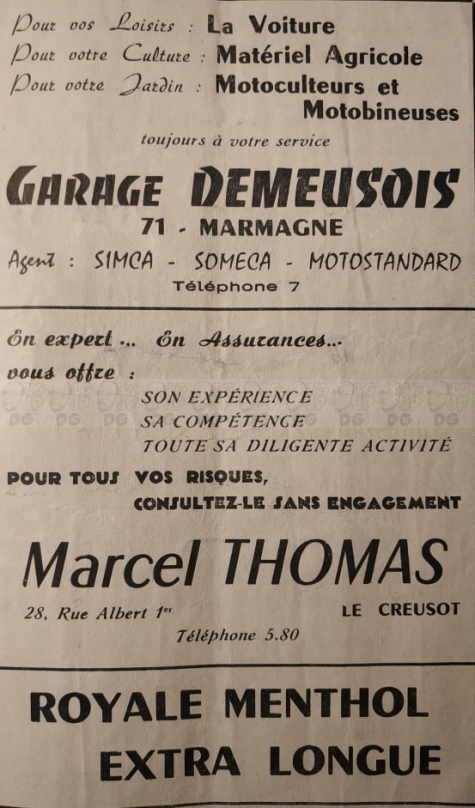 Pour vos Loisirs : La Voiture
Pour votre Culture : Matériel Agricole
Pour votre Jardin : Motoculteurs et
Motobineuses
toujours à votre service
GARAGE DEMEUSOIS
71 - MARMAGNE
Agent : SIMCA - SOMECA - MOTOSTANDARD
Téléphone 7
En expert ... En Assurances...
vous offre :
SON EXPÉRIENCE
SA COMPÉTENCE
TOUTE SA DILIGENTE ACTIVITÉ
POUR TOUS VOS RISQUES,
CONSULTEZ-LE SANS ENGAGEMENT
Marcel THOMAS
28, Rue Albert 1er LE CREUSOT
Téléphone 5.80
ROYALE MENTHOL
EXTRA LONGUE